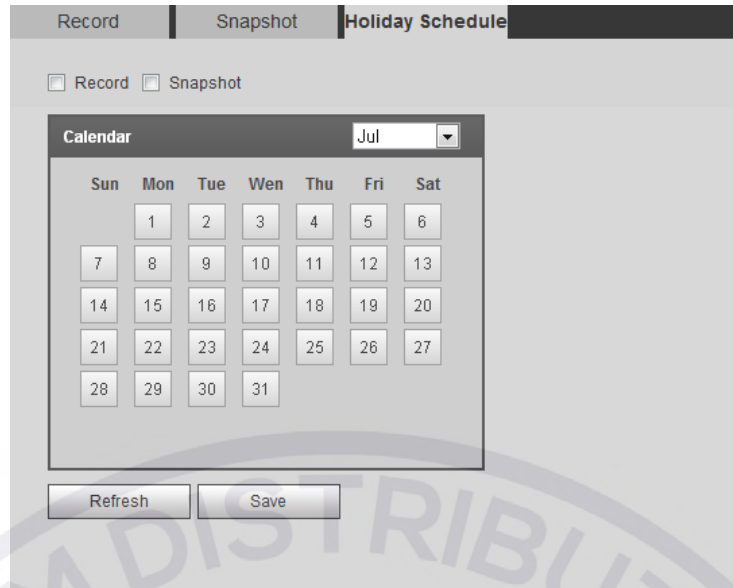 Record Snapshot Holiday Schedule
Record Snapshot
Calendar Jul
Sun Mon Tue Wen Thu Fri Sat
1 2 3 4 5 6
7 8 9 10 11 12 13
14 15 16 17 18 19 20
21 22 23 24 25 26 27
28 29 30 31
Refresh Save
DISTRIBU